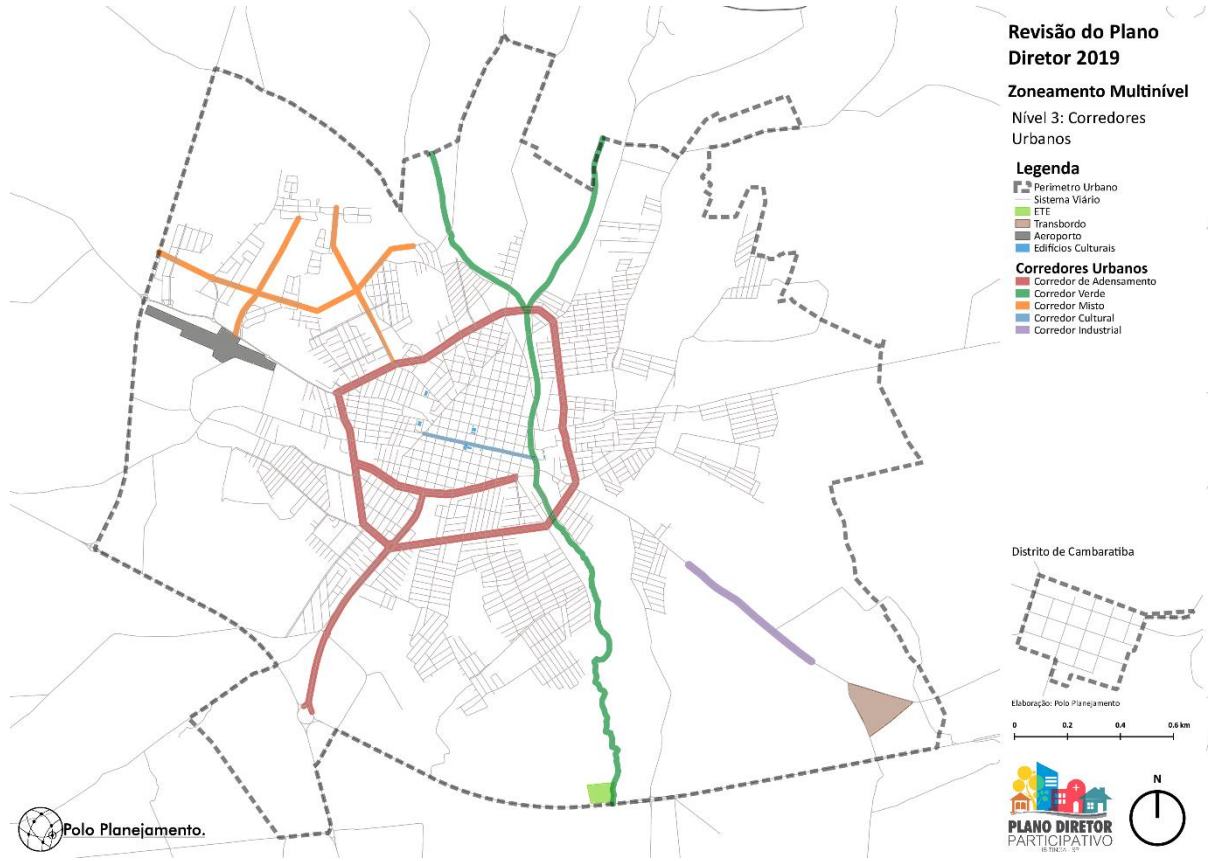 Revisão do Plano
Diretor 2019
Zoneamento Multinível
Nível 3: Corredores
Urbanos
Legenda
Perimetro Urbano
Sistema Viário
ETE
Transbordo
Aeroporto
Edifícios Culturais
Corredores Urbanos
Corredor de Adensamento
Corredor Verde
Corredor Misto
Corredor Cultural
Corredor Industrial
Distrito de Cambaratiba
Elaboração: Polo Planejamento
0 0.2 0.4 0.6 km
N
PLANO DIRETOR
PARTICIPATIVO
Polo Planejamento.